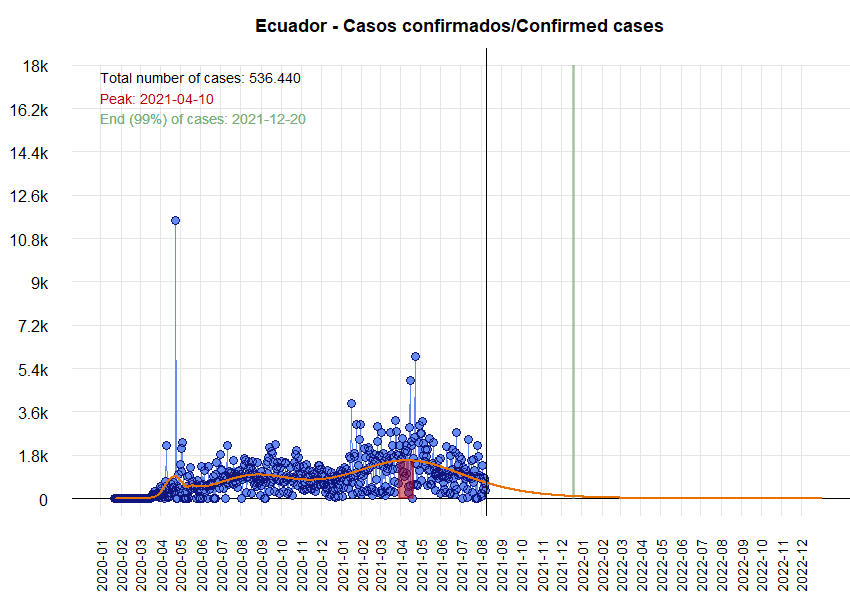 Ecuador - Casos confirmados/Confirmed cases
18k
16.2k
14.4k
12.6k
10.8k
9k
7.2k
5.4k
3.6k
1.8k
0
Total number of cases: 536.440
Peak: 2021-04-10
End (99%) of cases: 2021-12-20
2020-01
2020-02
2020-03
2020-04
2020-05
2020-06
2020-07
2020-08
2020-09
2020-10
2020-11
2020-12
2021-01
2021-02
2021-03
2021-04
2021-05
2021-06
2021-07
2021-08
2021-09
2021-10
2021-11
2021-12
2022-01
2022-02
2022-03
2022-04
2022-05
2022-06
2022-07
2022-08
2022-09
2022-10
2022-11
2022-12